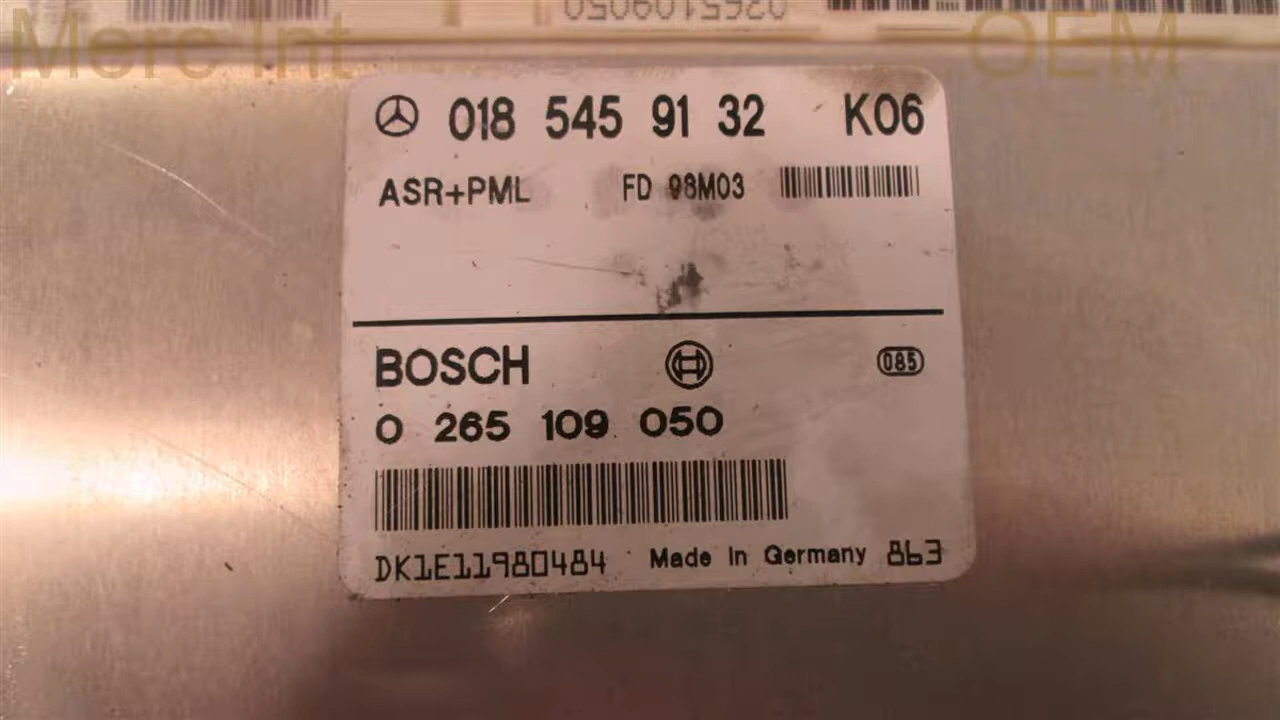 Merc Int OEM
0265109050
018 545 91 32 K06
ASR+PML FD 98M03
BOSCH 085
0 265 109 050
DK1E11980484 Made In Germany 863